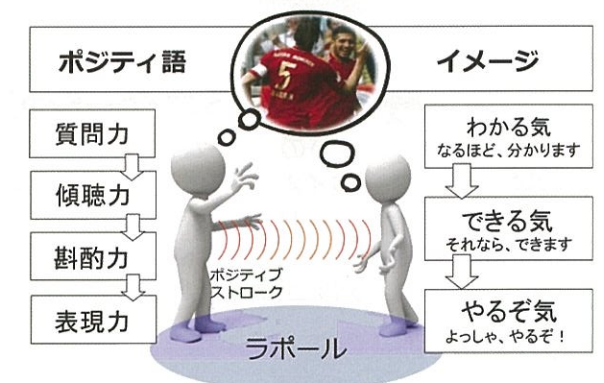 ポジティ語
イメージ
5
質問力
傾聴力
斟酌力
表現力
ポジティブ
ストローク
わかる気
なるほど、分かります
できる気
それなら、できます
やるぞ気
よっしゃ、やるぞ！
ラポール